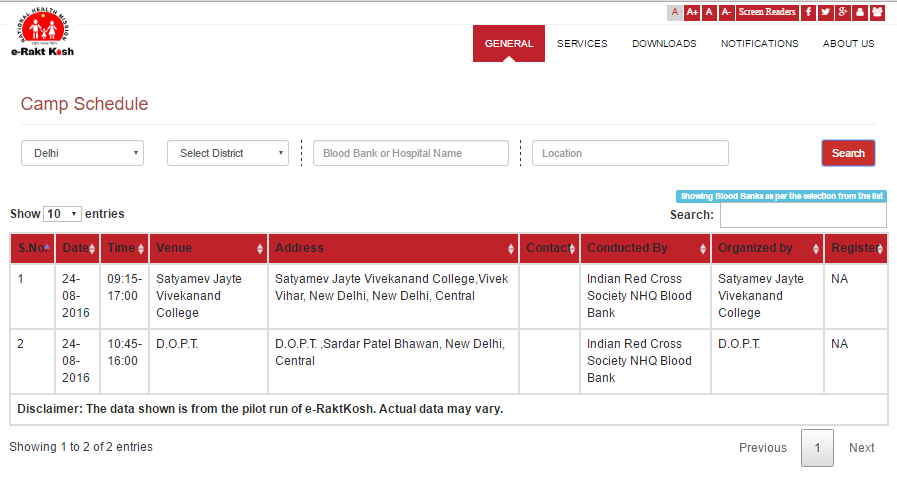 NATIONAL HEALTH MISSION
e-Rakt Kosh
A A+ A A- Screen Readers
GENERAL SERVICES DOWNLOADS NOTIFICATIONS ABOUT US
Camp Schedule
Delhi Select District Blood Bank or Hospital Name Location Search
Showing Blood Banks as per the selection from the list
Show 10 entries Search:
S.No Date Time Venue Address Contact Conducted By Organized by Register
1 24- 09:15- Satyamev Jayte Satyamev Jayte Vivekanand College,Vivek Indian Red Cross Satyamev Jayte NA
08- 17:00 Vivekanand Vihar, New Delhi, New Delhi, Central Society NHQ Blood Vivekanand
2016 College Bank College
2 24- 10:45- D.O.P.T. D.O.P.T. ,Sardar Patel Bhawan, New Delhi, Indian Red Cross D.O.P.T. NA
08- 16:00 Central Society NHQ Blood
2016 Bank
Disclaimer: The data shown is from the pilot run of e-RaktKosh. Actual data may vary.
Showing 1 to 2 of 2 entries Previous 1 Next